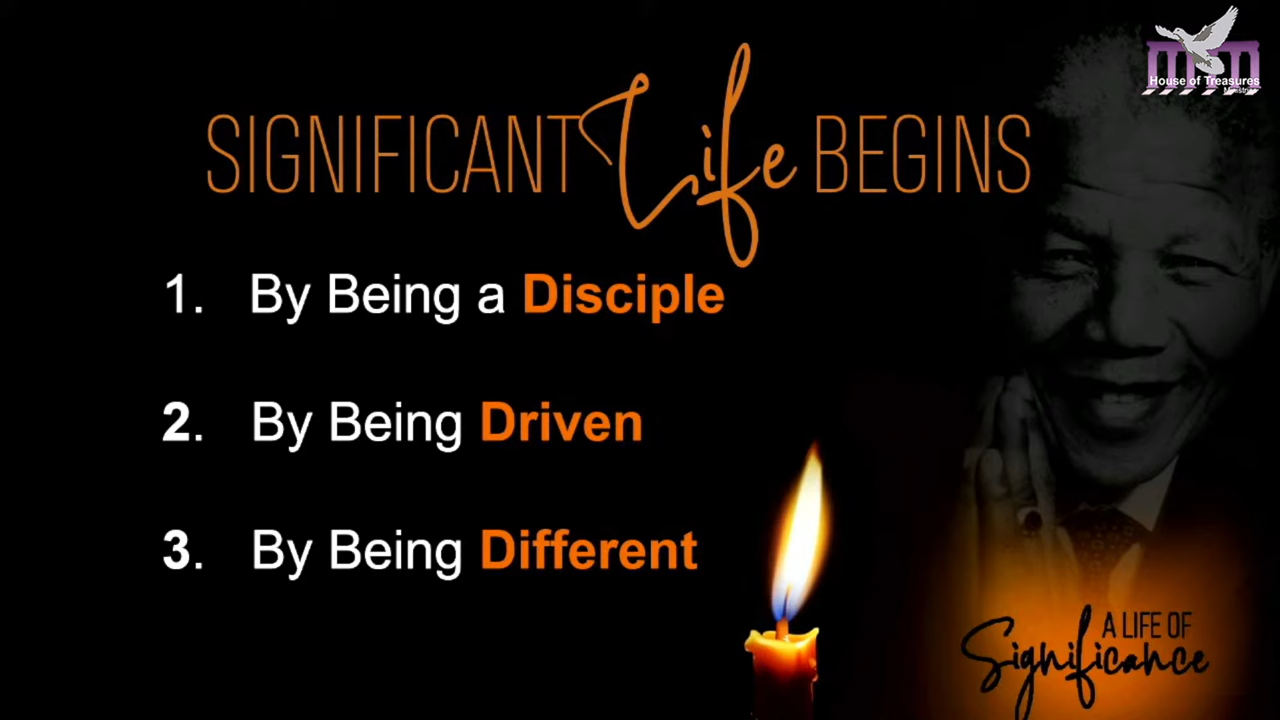 House of Treasures
Ministries
SIGNIFICANT Life BEGINS
1. By Being a Disciple
2. By Being Driven
3. By Being Different
A LIFE OF
Significance